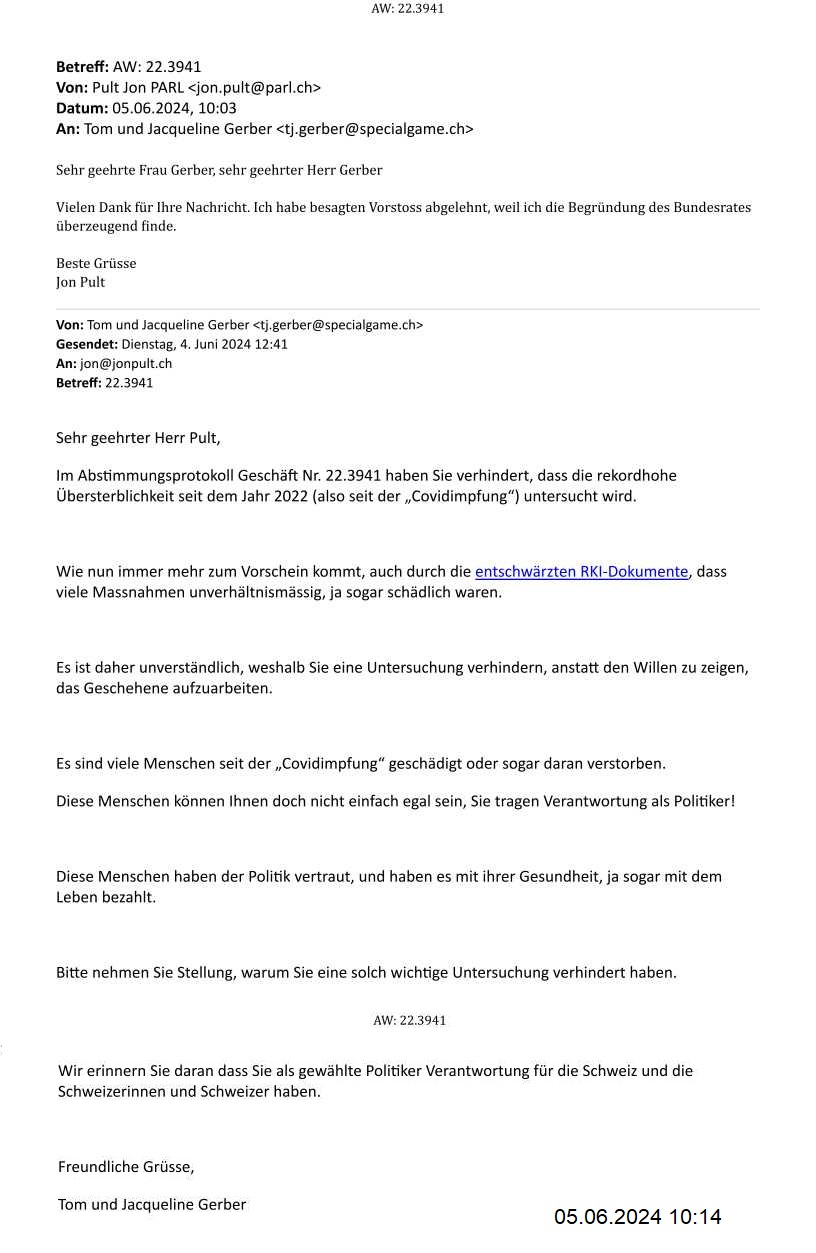 AW: 22.3941
Betreff: AW: 22.3941
Von: Pult Jon PARL <jon.pult@parl.ch>
Datum: 05.06.2024, 10:03
An: Tom und Jacqueline Gerber <tj.gerber@specialgame.ch>
Sehr geehrte Frau Gerber, sehr geehrter Herr Gerber
Vielen Dank für Ihre Nachricht. Ich habe besagten Vorstoss abgelehnt, weil ich die Begründung des Bundesrates
überzeugend finde.
Beste Grüsse
Jon Pult
Von: Tom und Jacqueline Gerber <tj.gerber@specialgame.ch>
Gesendet: Dienstag, 4. Juni 2024 12:41
An: jon@jonpult.ch
Betreff: 22.3941
Sehr geehrter Herr Pult,
Im Abstimmungsprotokoll Geschäft Nr. 22.3941 haben Sie verhindert, dass die rekordhohe
Übersterblichkeit seit dem Jahr 2022 (also seit der „Covidimpfung“) untersucht wird.
Wie nun immer mehr zum Vorschein kommt, auch durch die entschwärzten RKI-Dokumente, dass
viele Massnahmen unverhältnismässig, ja sogar schädlich waren.
Es ist daher unverständlich, weshalb Sie eine Untersuchung verhindern, anstatt den Willen zu zeigen,
das Geschehene aufzuarbeiten.
Es sind viele Menschen seit der „Covidimpfung“ geschädigt oder sogar daran verstorben.
Diese Menschen können Ihnen doch nicht einfach egal sein, Sie tragen Verantwortung als Politiker!
Diese Menschen haben der Politik vertraut, und haben es mit ihrer Gesundheit, ja sogar mit dem
Leben bezahlt.
Bitte nehmen Sie Stellung, warum Sie eine solch wichtige Untersuchung verhindert haben.
AW: 22.3941
Wir erinnern Sie daran dass Sie als gewählte Politiker Verantwortung für die Schweiz und die
Schweizerinnen und Schweizer haben.
Freundliche Grüsse,
Tom und Jacqueline Gerber
05.06.2024 10:14